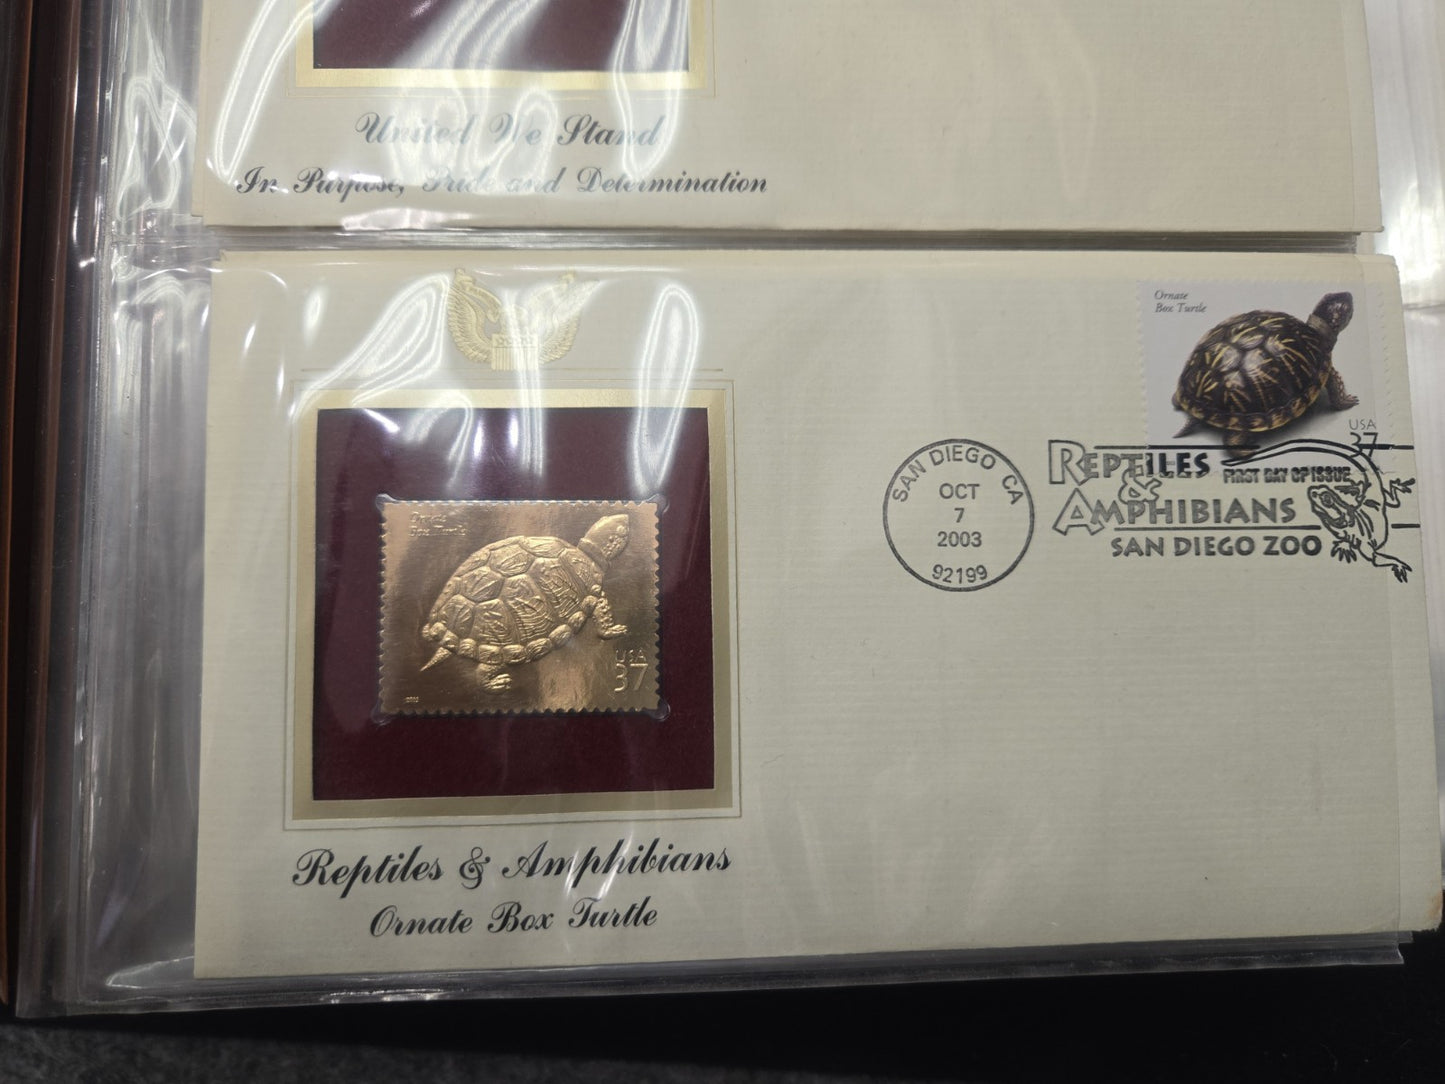 United We Stand
In Purpose, Pride and Determination
Ornate
Box Turtle
USA
37
SAN DIEGO CA
OCT
7
2003
92199
REPTILES
&
AMPHIBIANS
FIRST DAY OF ISSUE
SAN DIEGO ZOO
Ornate
Box Turtle
USA
37
2003
Reptiles & Amphibians
Ornate Box Turtle